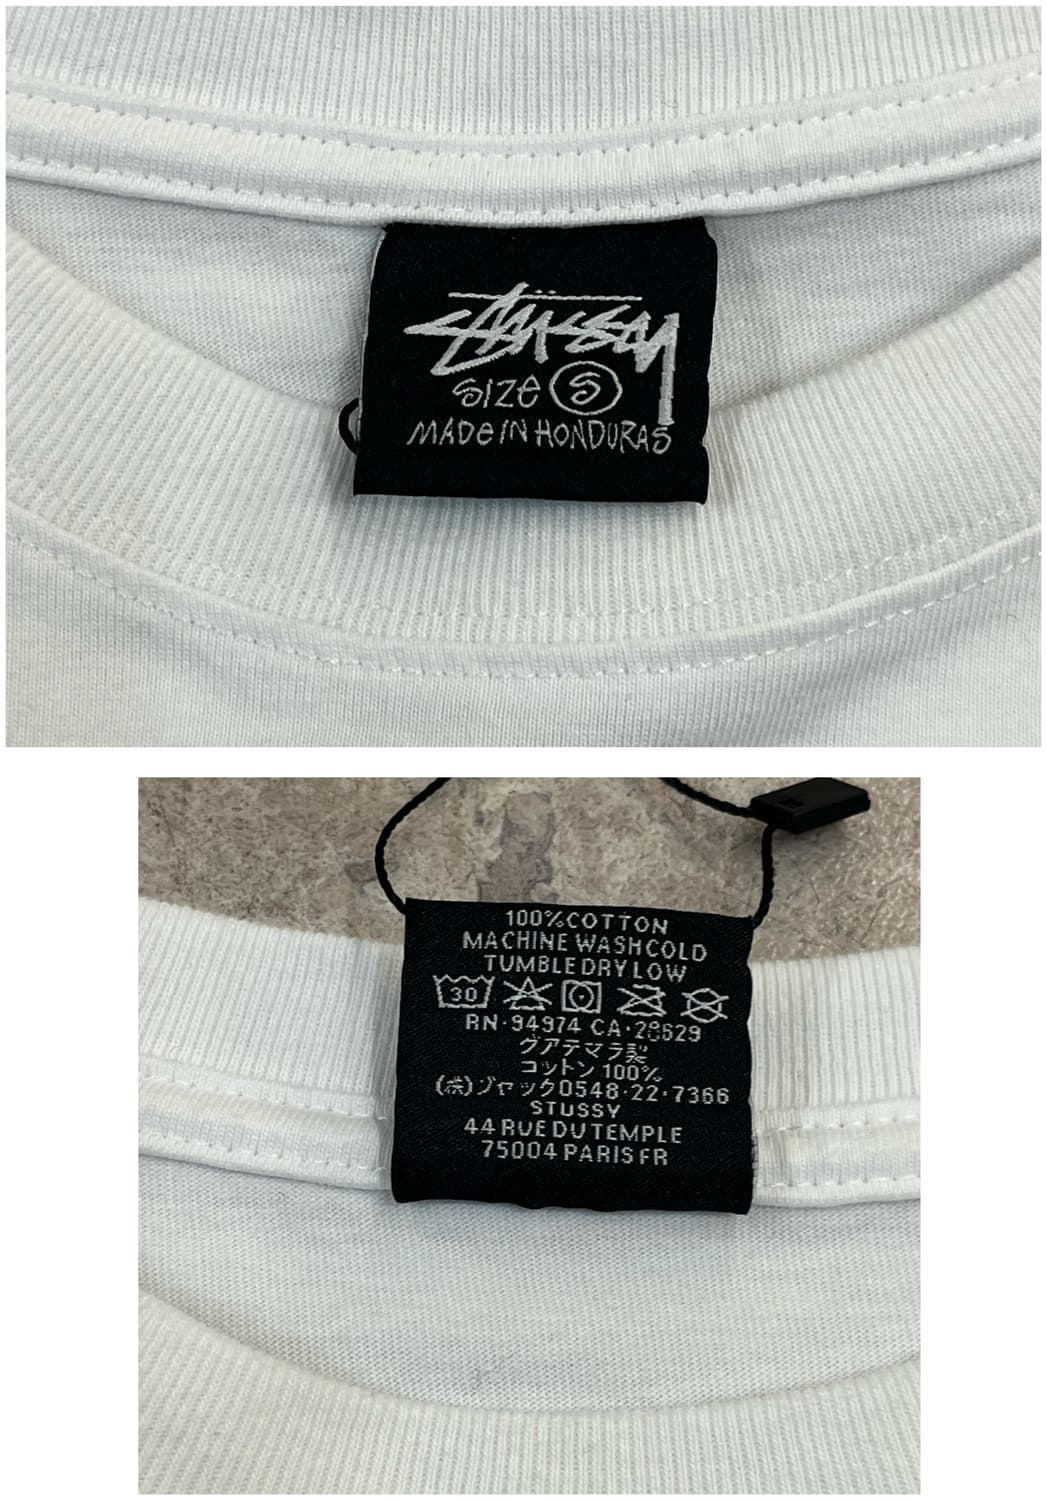 STÜSSY
SIZE S
MADE IN HONDURAS
100% COTTON
MACHINE WASH COLD
TUMBLE DRY LOW
30
RN·94974 CA·28629
グアテマラ製
コットン 100%
(株)ジャック0548·22·7366
STUSSY
44 RUE DU TEMPLE
75004 PARIS FR